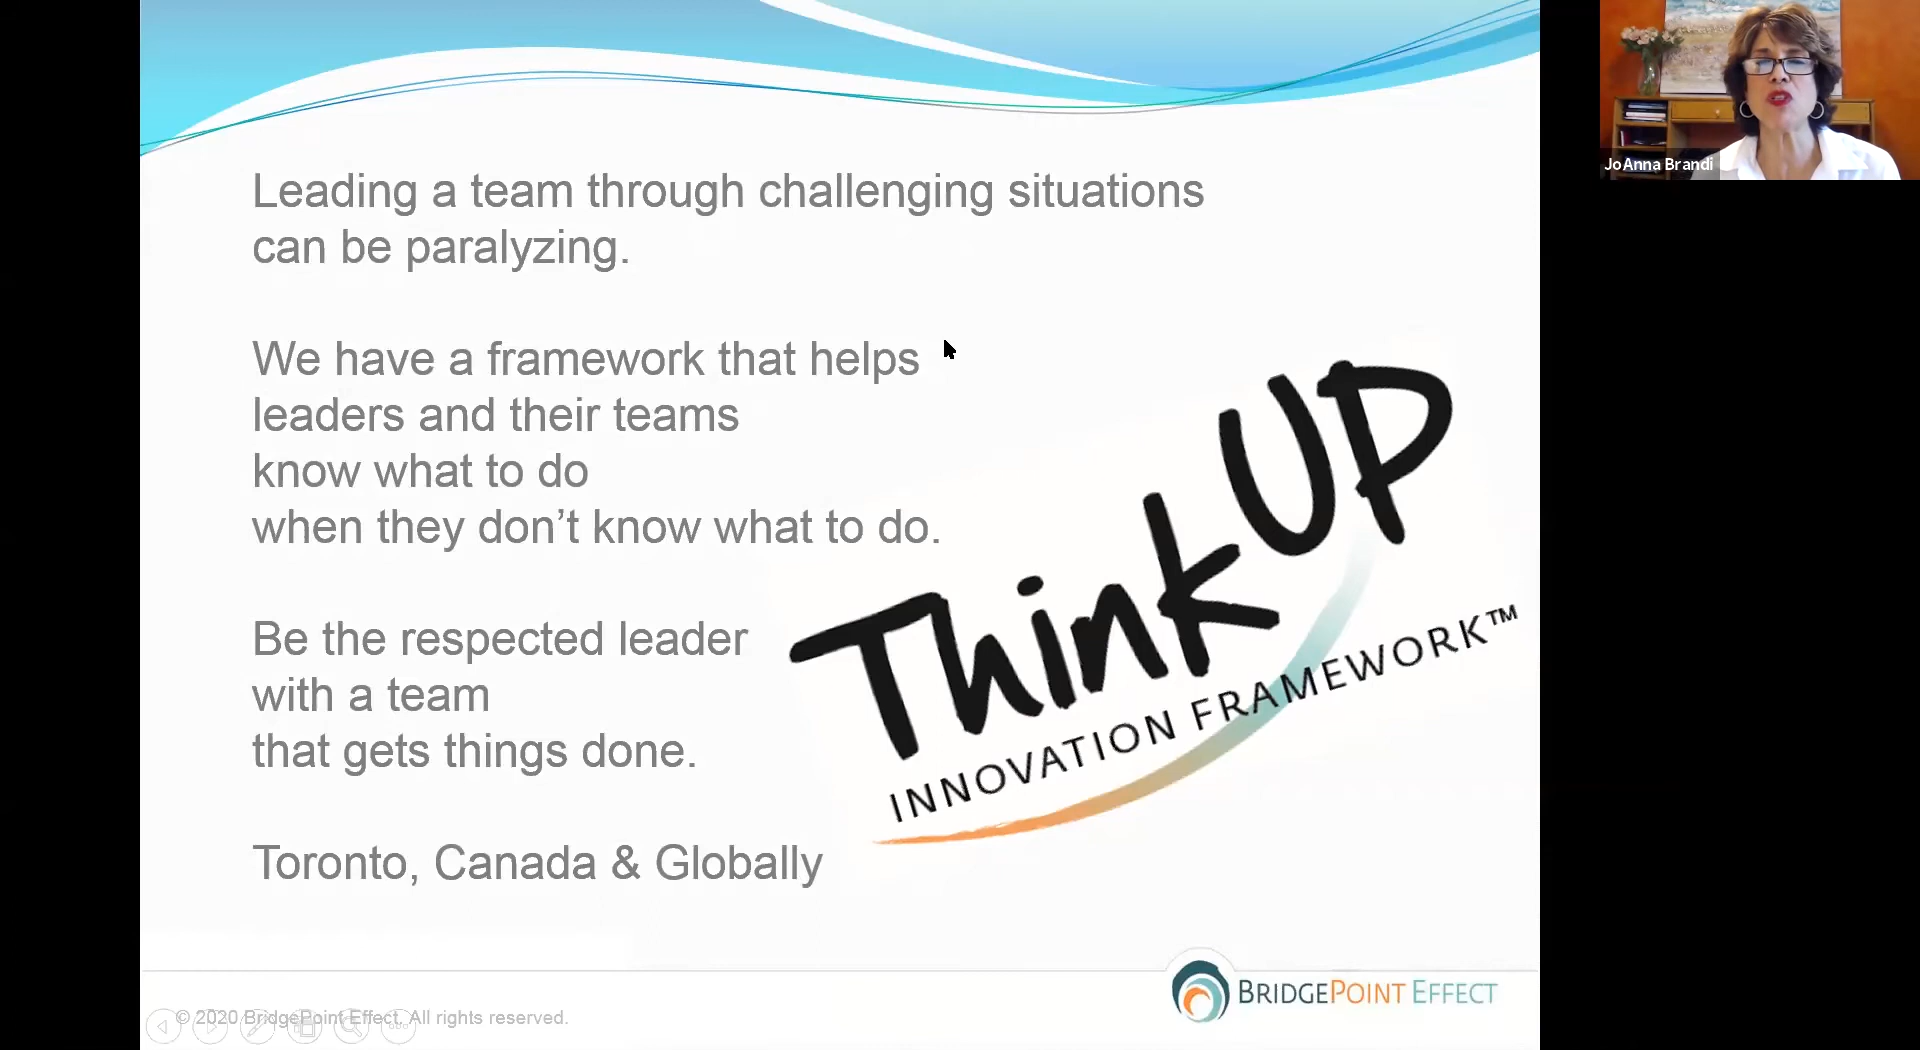 Leading a team through challenging situations
can be paralyzing.
We have a framework that helps
leaders and their teams
know what to do
when they don’t know what to do.
Be the respected leader
with a team
that gets things done.
Toronto, Canada & Globally
ThinkUP
INNOVATION FRAMEWORK™
BRIDGEPOINT EFFECT
© 2020 BridgePoint Effect, All rights reserved.
JoAnna Brandi